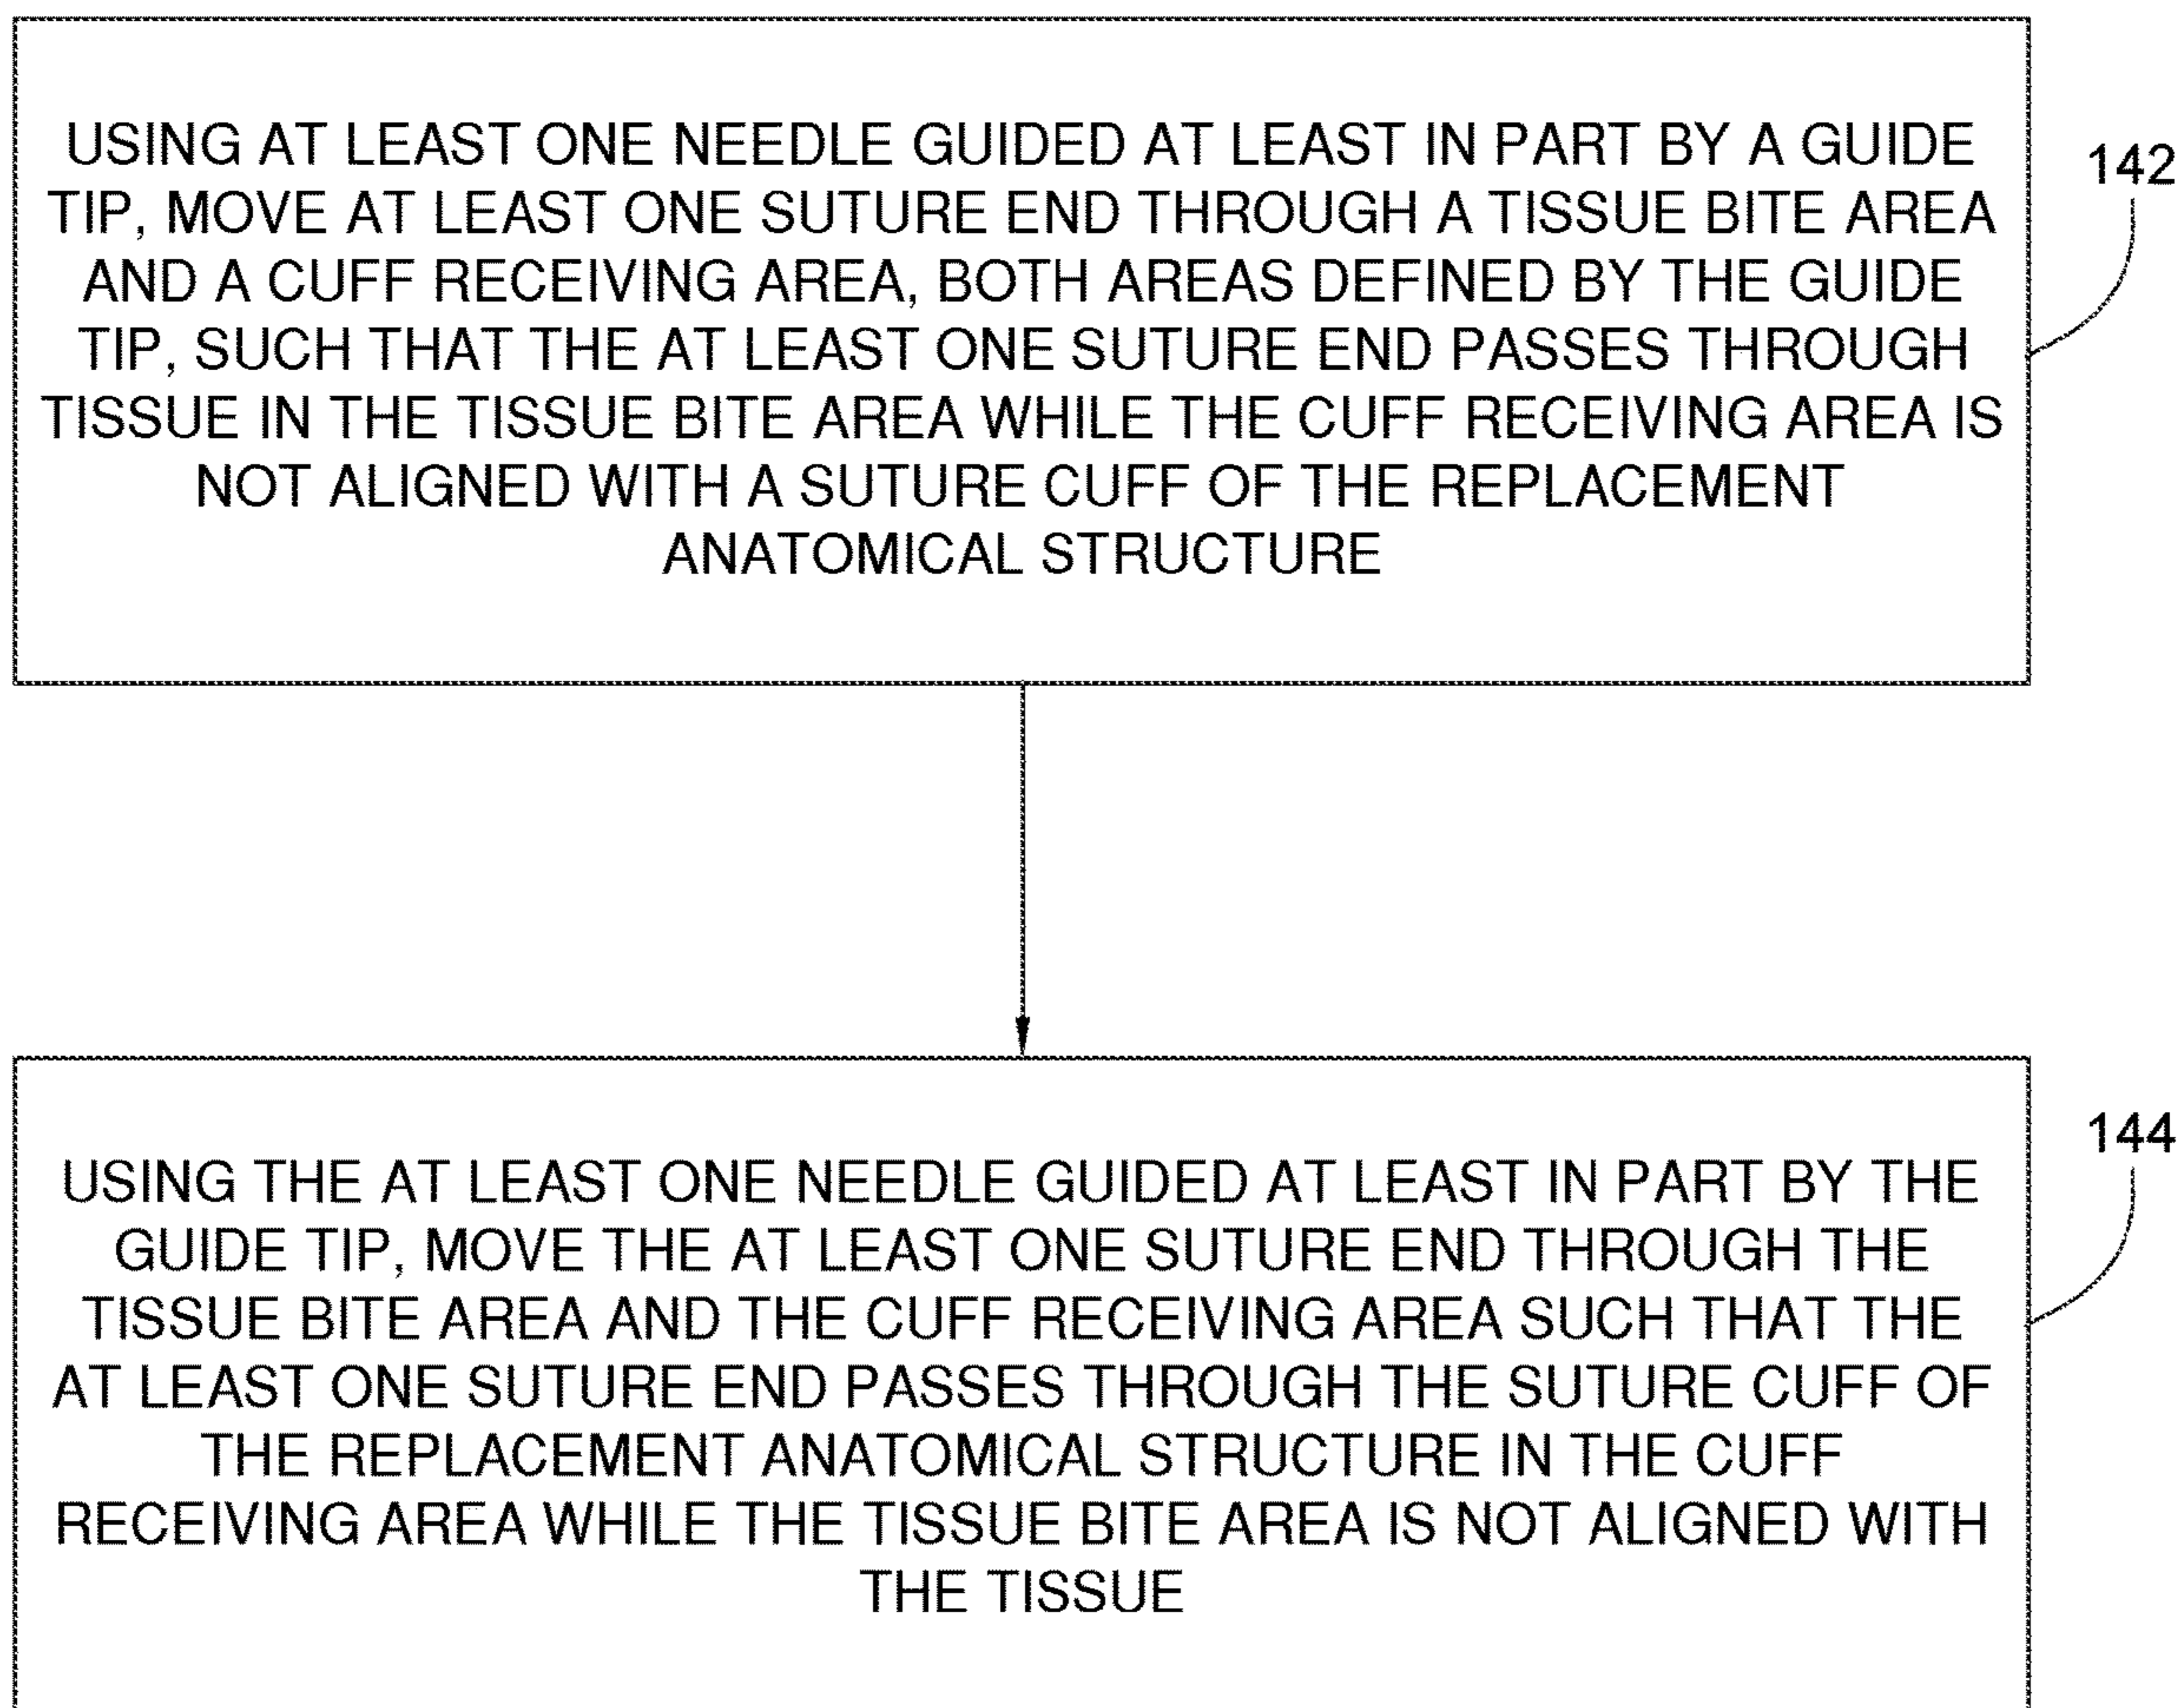 USING AT LEAST ONE NEEDLE GUIDED AT LEAST IN PART BY A GUIDE
TIP, MOVE AT LEAST ONE SUTURE END THROUGH A TISSUE BITE AREA
AND A CUFF RECEIVING AREA, BOTH AREAS DEFINED BY THE GUIDE
TIP, SUCH THAT THE AT LEAST ONE SUTURE END PASSES THROUGH
TISSUE IN THE TISSUE BITE AREA WHILE THE CUFF RECEIVING AREA IS
NOT ALIGNED WITH A SUTURE CUFF OF THE REPLACEMENT
ANATOMICAL STRUCTURE
142
USING THE AT LEAST ONE NEEDLE GUIDED AT LEAST IN PART BY THE
GUIDE TIP, MOVE THE AT LEAST ONE SUTURE END THROUGH THE
TISSUE BITE AREA AND THE CUFF RECEIVING AREA SUCH THAT THE
AT LEAST ONE SUTURE END PASSES THROUGH THE SUTURE CUFF OF
THE REPLACEMENT ANATOMICAL STRUCTURE IN THE CUFF
RECEIVING AREA WHILE THE TISSUE BITE AREA IS NOT ALIGNED WITH
THE TISSUE
144